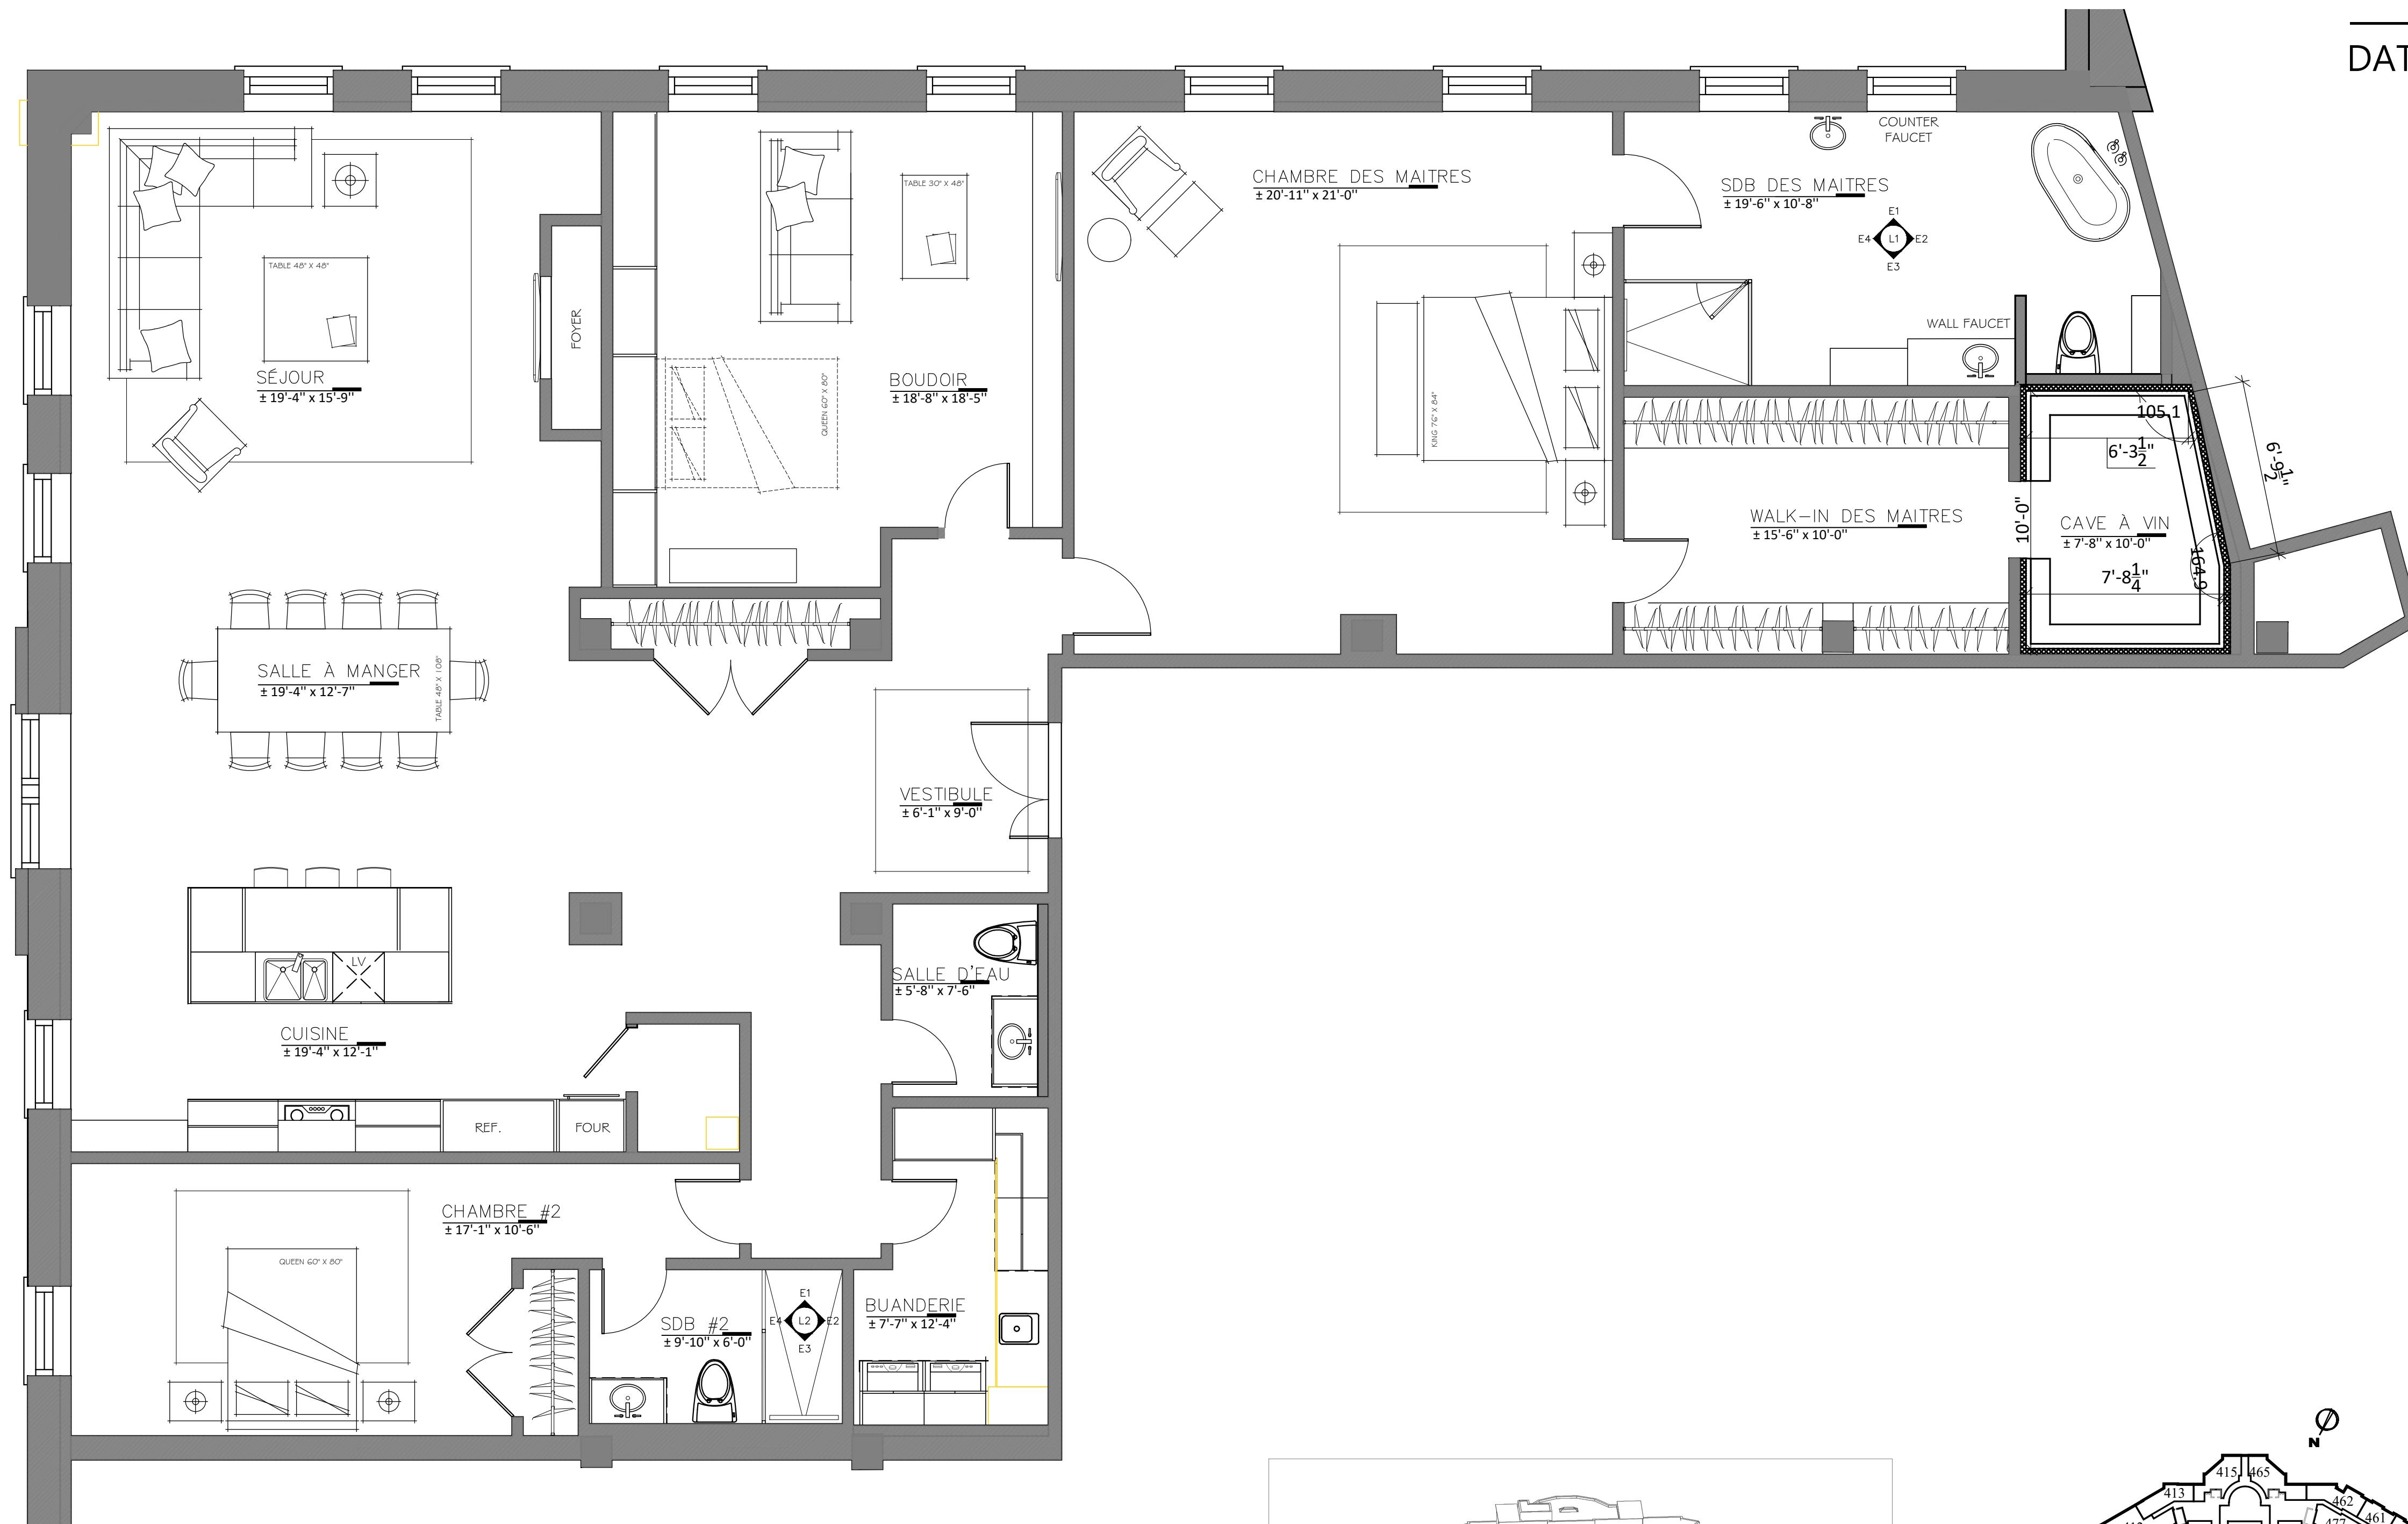 DAT
COUNTER
FAUCET
CHAMBRE DES MAITRES
± 20'-11" x 21'-0"
SDB DES MAITRES
± 19'-6" x 10'-8"
E1
E4 L1 E2
E3
TABLE 30" X 48"
TABLE 48" X 48"
FOYER
WALL FAUCET
SÉJOUR
± 19'-4" x 15'-9"
BOUDOIR
± 18'-8" x 18'-5"
QUEEN 60" X 80"
KING 76" X 84"
105.1
6'-3 1/2"
6'-9 1/2"
WALK-IN DES MAITRES
± 15'-6" x 10'-0"
10'-0"
CAVE À VIN
± 7'-8" x 10'-0"
164.9
7'-8 1/4"
SALLE À MANGER
± 19'-4" x 12'-7"
TABLE 48" X 108"
VESTIBULE
± 6'-1" x 9'-0"
LV
SALLE D'EAU
± 5'-8" x 7'-6"
CUISINE
± 19'-4" x 12'-1"
REF.
FOUR
CHAMBRE #2
± 17'-1" x 10'-6"
QUEEN 60" X 80"
E1
E4 L2 E2
E3
SDB #2
± 9'-10" x 6'-0"
BUANDERIE
± 7'-7" x 12'-4"
N
415 465
413
462
461
477